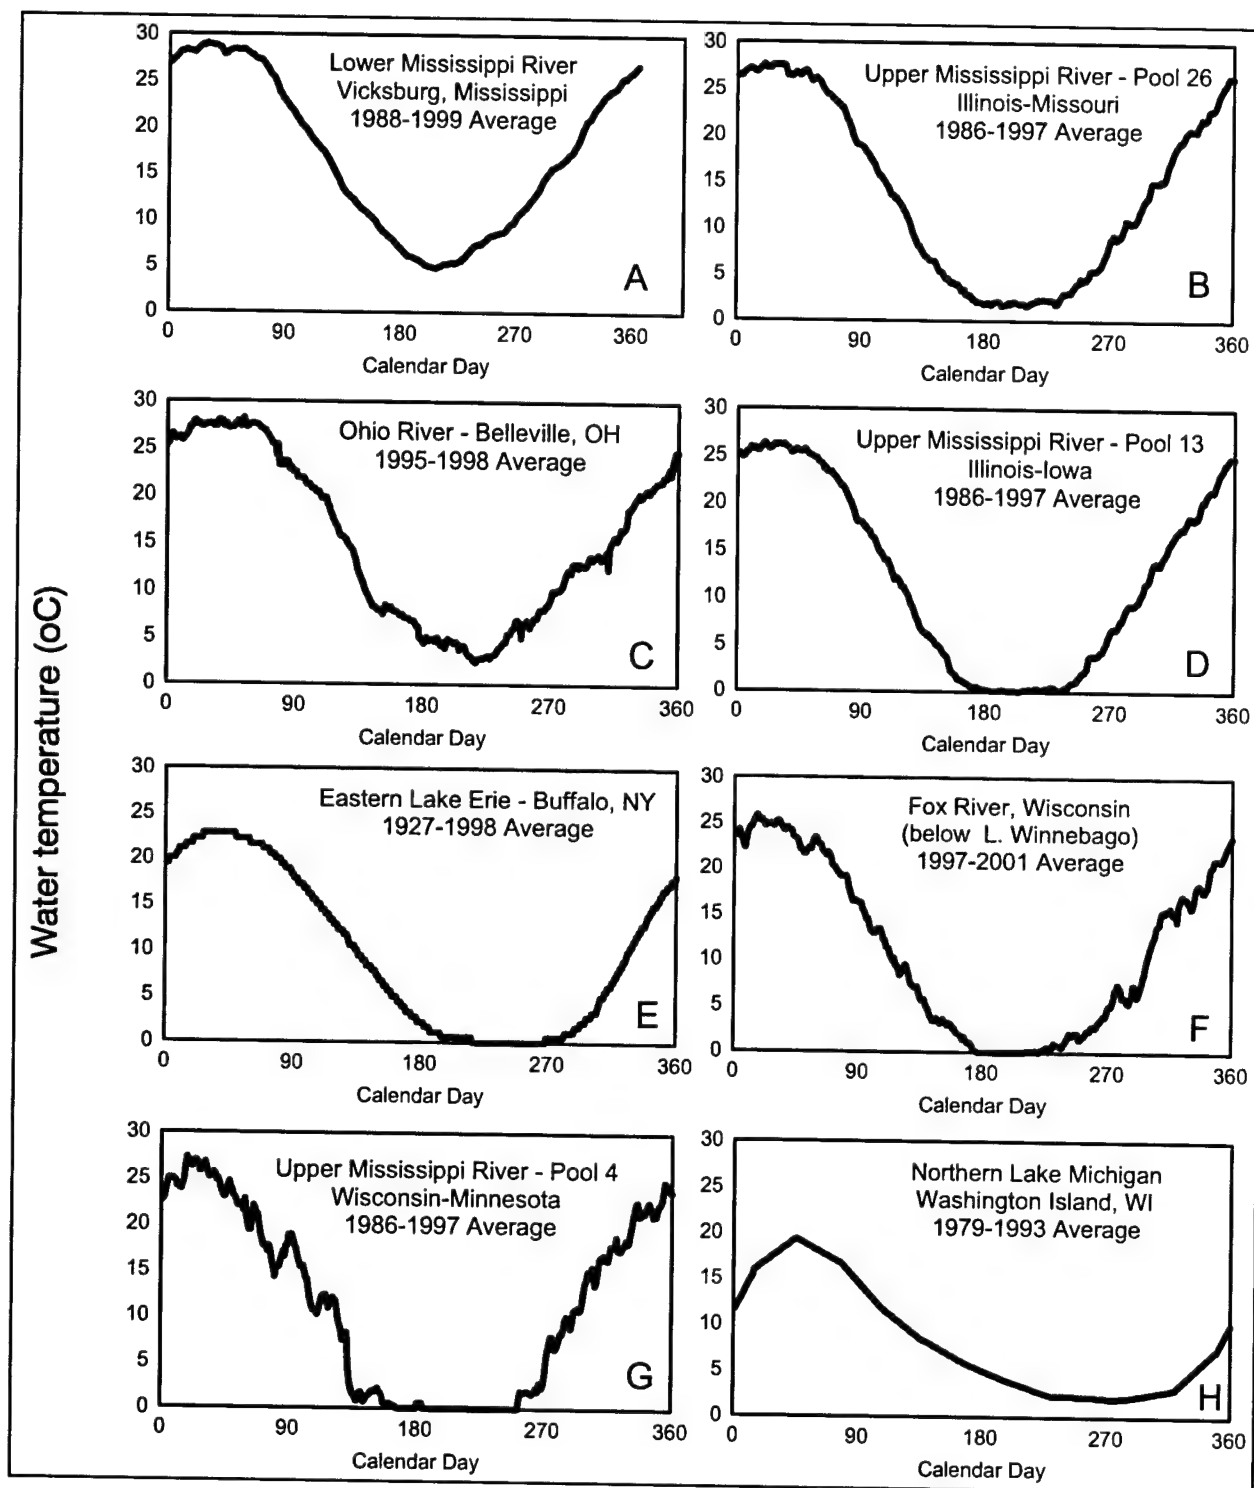 Water temperature (oC)
30
25
20
15
10
5
0
Lower Mississippi River
Vicksburg, Mississippi
1988-1999 Average
A
0 90 180 270 360
Calendar Day
30
25
20
15
10
5
0
Upper Mississippi River - Pool 26
Illinois-Missouri
1986-1997 Average
B
0 90 180 270 360
Calendar Day
30
25
20
15
10
5
0
Ohio River - Belleville, OH
1995-1998 Average
C
0 90 180 270 360
Calendar Day
30
25
20
15
10
5
0
Upper Mississippi River - Pool 13
Illinois-Iowa
1986-1997 Average
D
0 90 180 270 360
Calendar Day
30
25
20
15
10
5
0
Eastern Lake Erie - Buffalo, NY
1927-1998 Average
E
0 90 180 270 360
Calendar Day
30
25
20
15
10
5
0
Fox River, Wisconsin
(below L. Winnebago)
1997-2001 Average
F
0 90 180 270 360
Calendar Day
30
25
20
15
10
5
0
Upper Mississippi River - Pool 4
Wisconsin-Minnesota
1986-1997 Average
G
0 90 180 270 360
Calendar Day
30
25
20
15
10
5
0
Northern Lake Michigan
Washington Island, WI
1979-1993 Average
H
0 90 180 270 360
Calendar Day